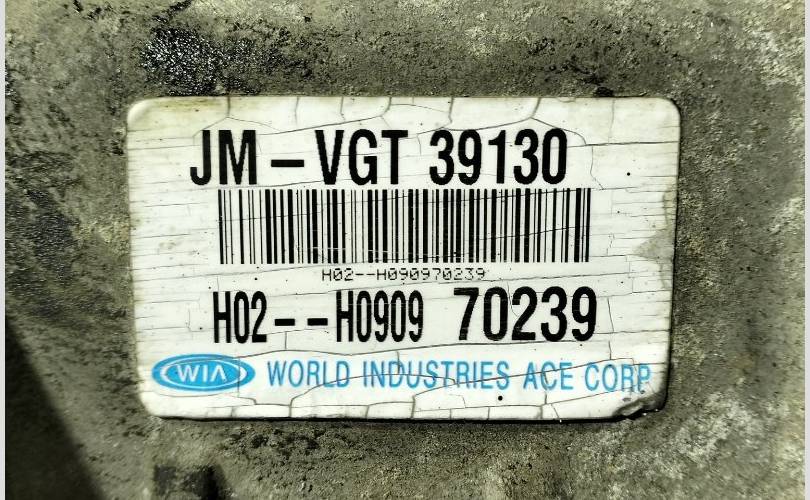 JM-VGT 39130
H02--H090970239
H02--H0909 70239
WIA WORLD INDUSTRIES ACE CORP